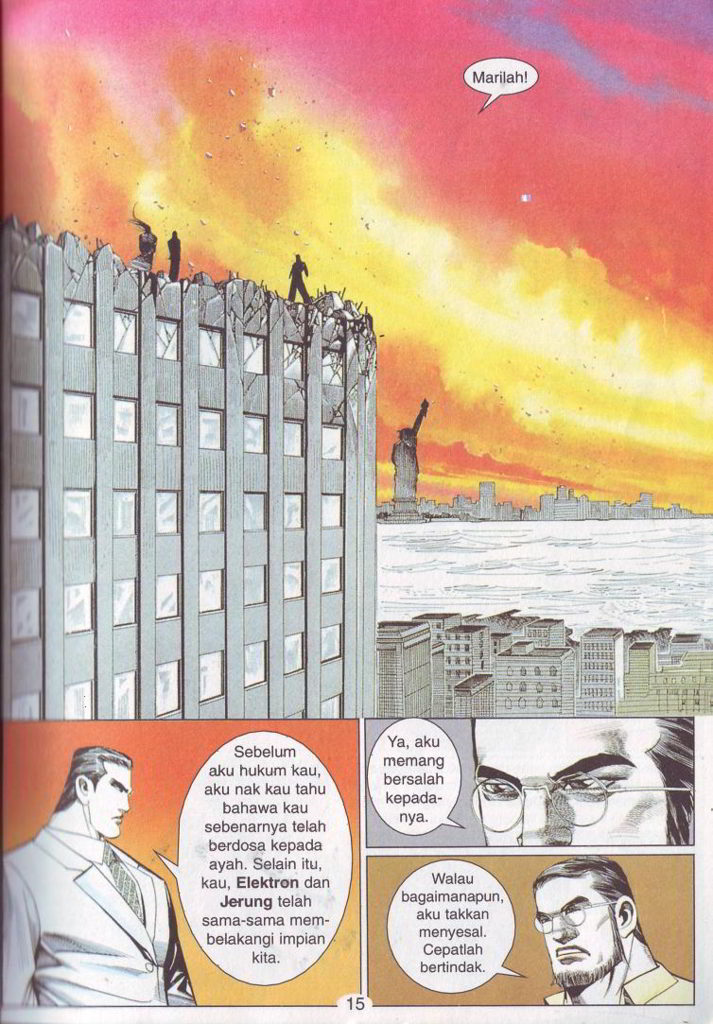 Marilah!
Sebelum
aku hukum kau,
aku nak kau tahu
bahawa kau
sebenarnya telah
berdosa kepada
ayah. Selain itu,
kau, Elektron dan
Jerung telah
sama-sama mem-
belakangi impian
kita.
Ya, aku
memang
bersalah
kepada-
nya.
Walau
bagaimanapun,
aku takkan
menyesal.
Cepatlah
bertindak.
15